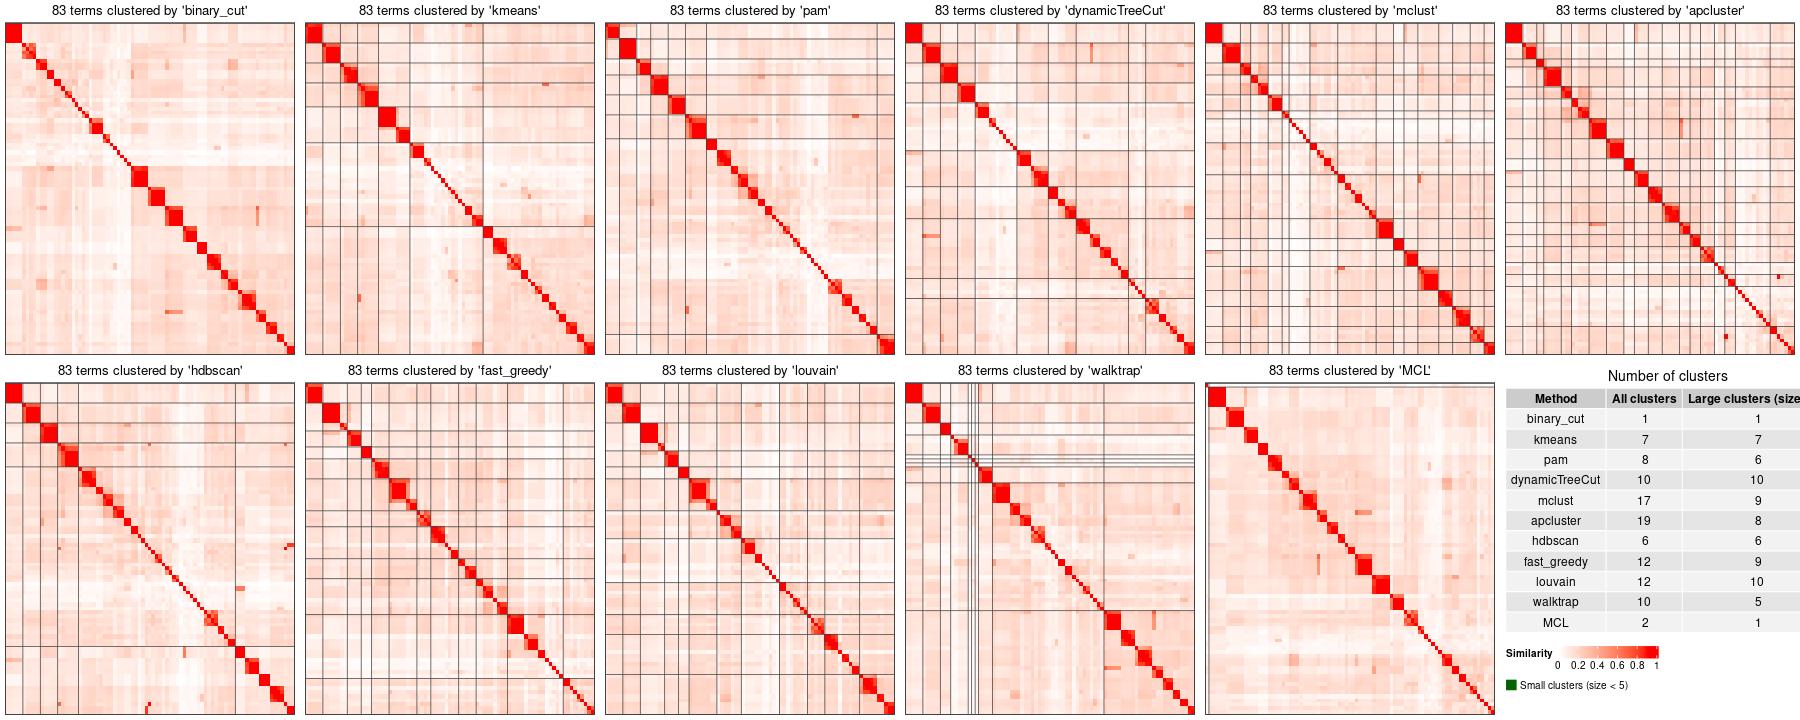 83 terms clustered by 'binary_cut'
83 terms clustered by 'kmeans'
83 terms clustered by 'pam'
83 terms clustered by 'dynamicTreeCut'
83 terms clustered by 'mclust'
83 terms clustered by 'apcluster'
83 terms clustered by 'hdbscan'
83 terms clustered by 'fast_greedy'
83 terms clustered by 'louvain'
83 terms clustered by 'walktrap'
83 terms clustered by 'MCL'
Number of clusters
Method All clusters Large clusters (size
binary_cut 1 1
kmeans 7 7
pam 8 6
dynamicTreeCut 10 10
mclust 17 9
apcluster 19 8
hdbscan 6 6
fast_greedy 12 9
louvain 12 10
walktrap 10 5
MCL 2 1
Similarity
0 0.2 0.4 0.6 0.8 1
Small clusters (size < 5)